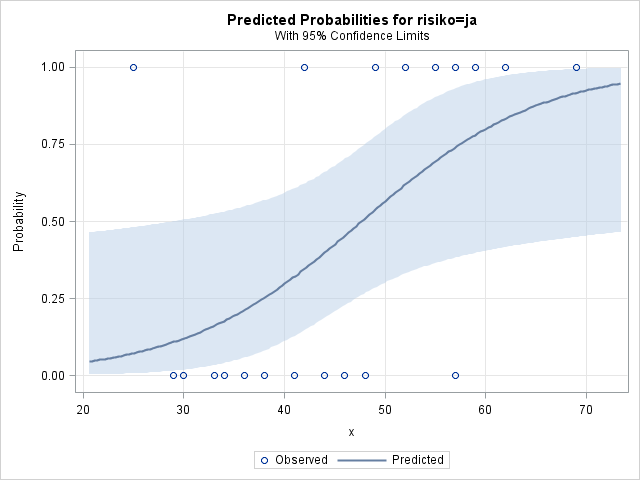 Predicted Probabilities for risiko=ja
With 95% Confidence Limits
1.00
0.75
0.50
0.25
0.00
Probability
20 30 40 50 60 70
x
Observed Predicted